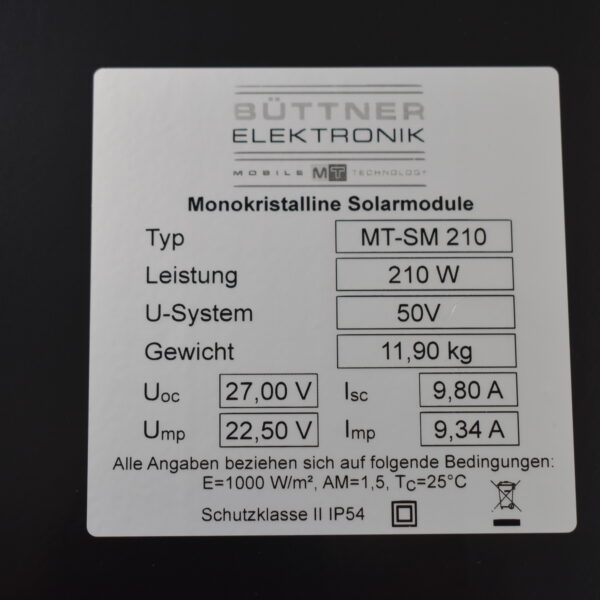 BÜTTNER
ELEKTRONIK
MOBILE MT TECHNOLOGY
Monokristalline Solarmodule
Typ MT-SM 210
Leistung 210 W
U-System 50V
Gewicht 11,90 kg
Uoc 27,00 V Isc 9,80 A
Ump 22,50 V Imp 9,34 A
Alle Angaben beziehen sich auf folgende Bedingungen:
E=1000 W/m², AM=1,5, Tc=25°C
Schutzklasse II IP54